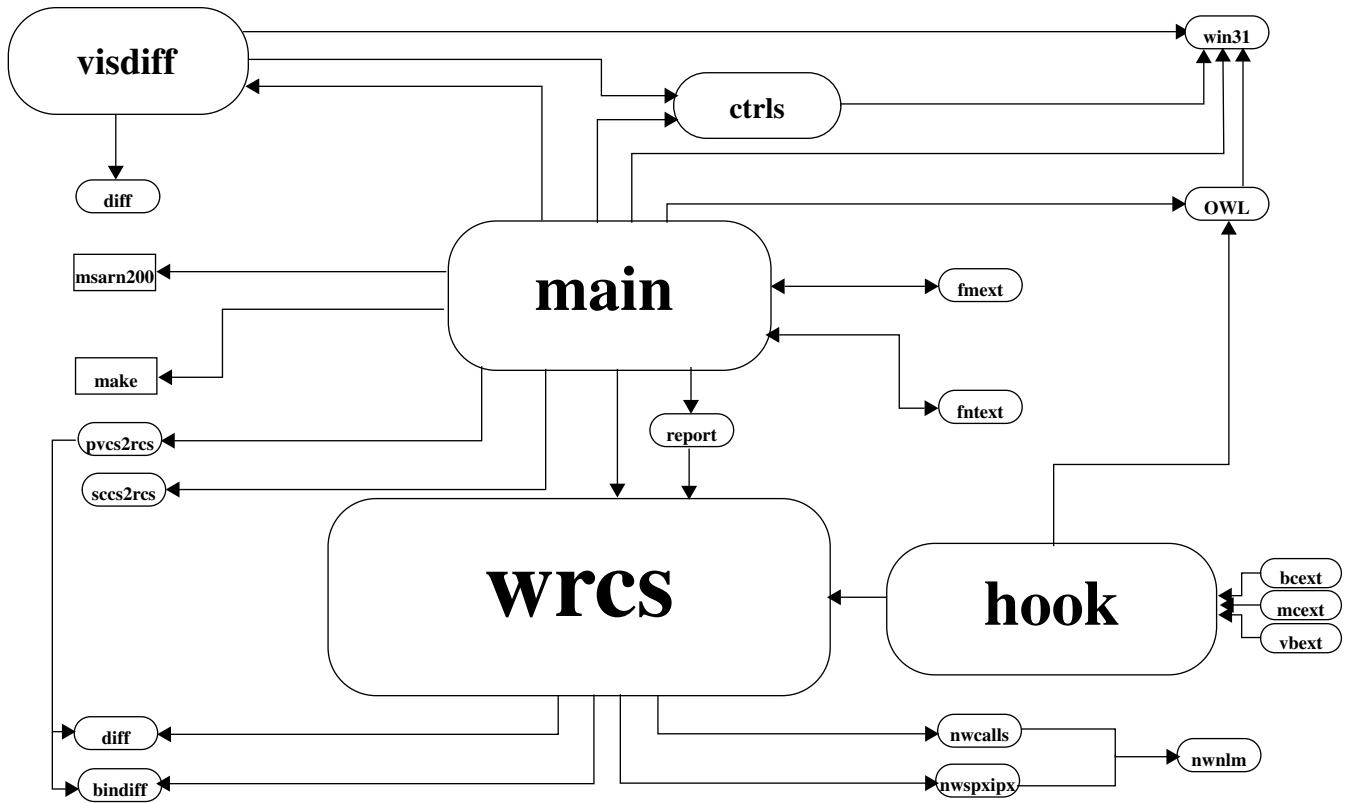 visdiff
win31
ctrls
diff
OWL
msarn200
main
fmext
make
fntext
report
pvcs2rcs
sccs2rcs
wrcs
hook
bcext
mcext
vbext
diff
nwcalls
nwnlm
bindiff
nwspxipx